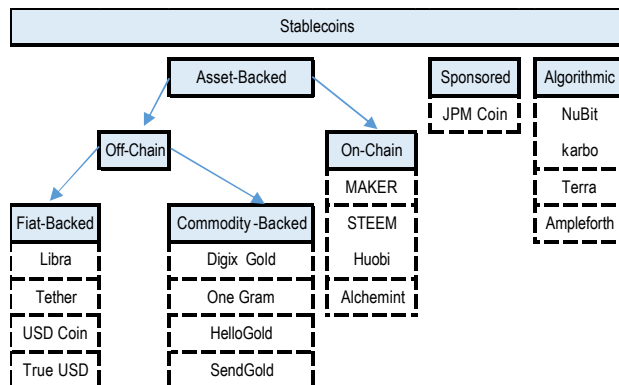 Stablecoins
Asset-Backed
Sponsored
Algorithmic
JPM Coin
NuBit
karbo
Terra
Ampleforth
Off-Chain
On-Chain
MAKER
STEEM
Huobi
Alchemint
Fiat-Backed
Commodity-Backed
Libra
Digix Gold
Tether
One Gram
USD Coin
HelloGold
True USD
SendGold